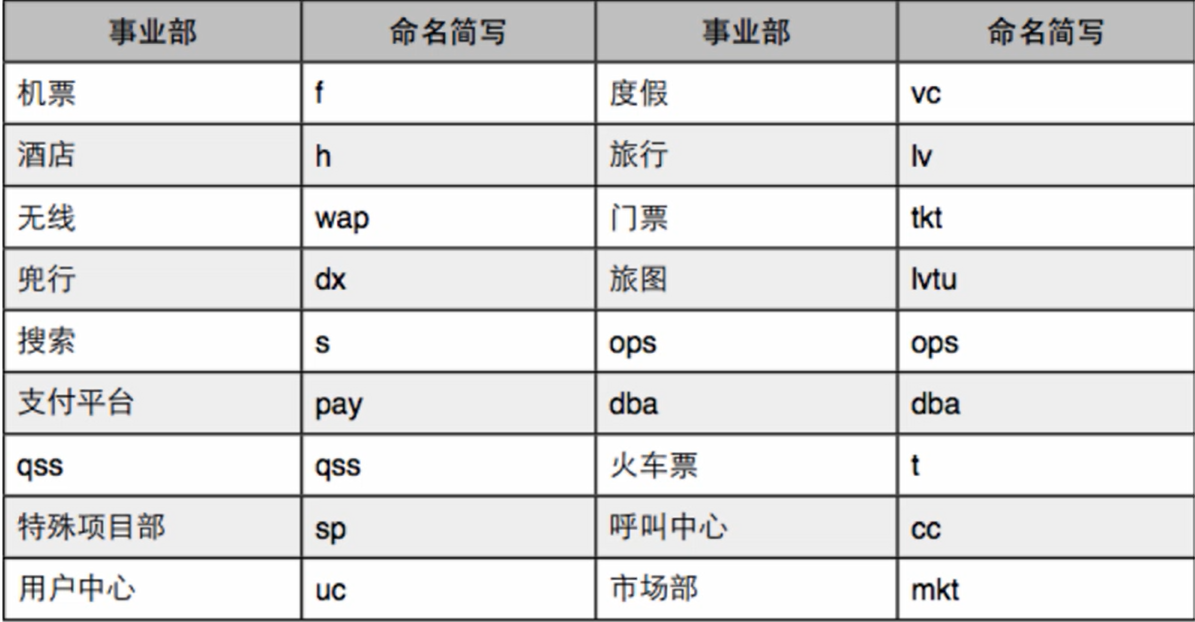 事业部 命名简写 事业部 命名简写
机票 f 度假 vc
酒店 h 旅行 lv
无线 wap 门票 tkt
兜行 dx 旅图 lvtu
搜索 s ops ops
支付平台 pay dba dba
qss qss 火车票 t
特殊项目部 sp 呼叫中心 cc
用户中心 uc 市场部 mkt